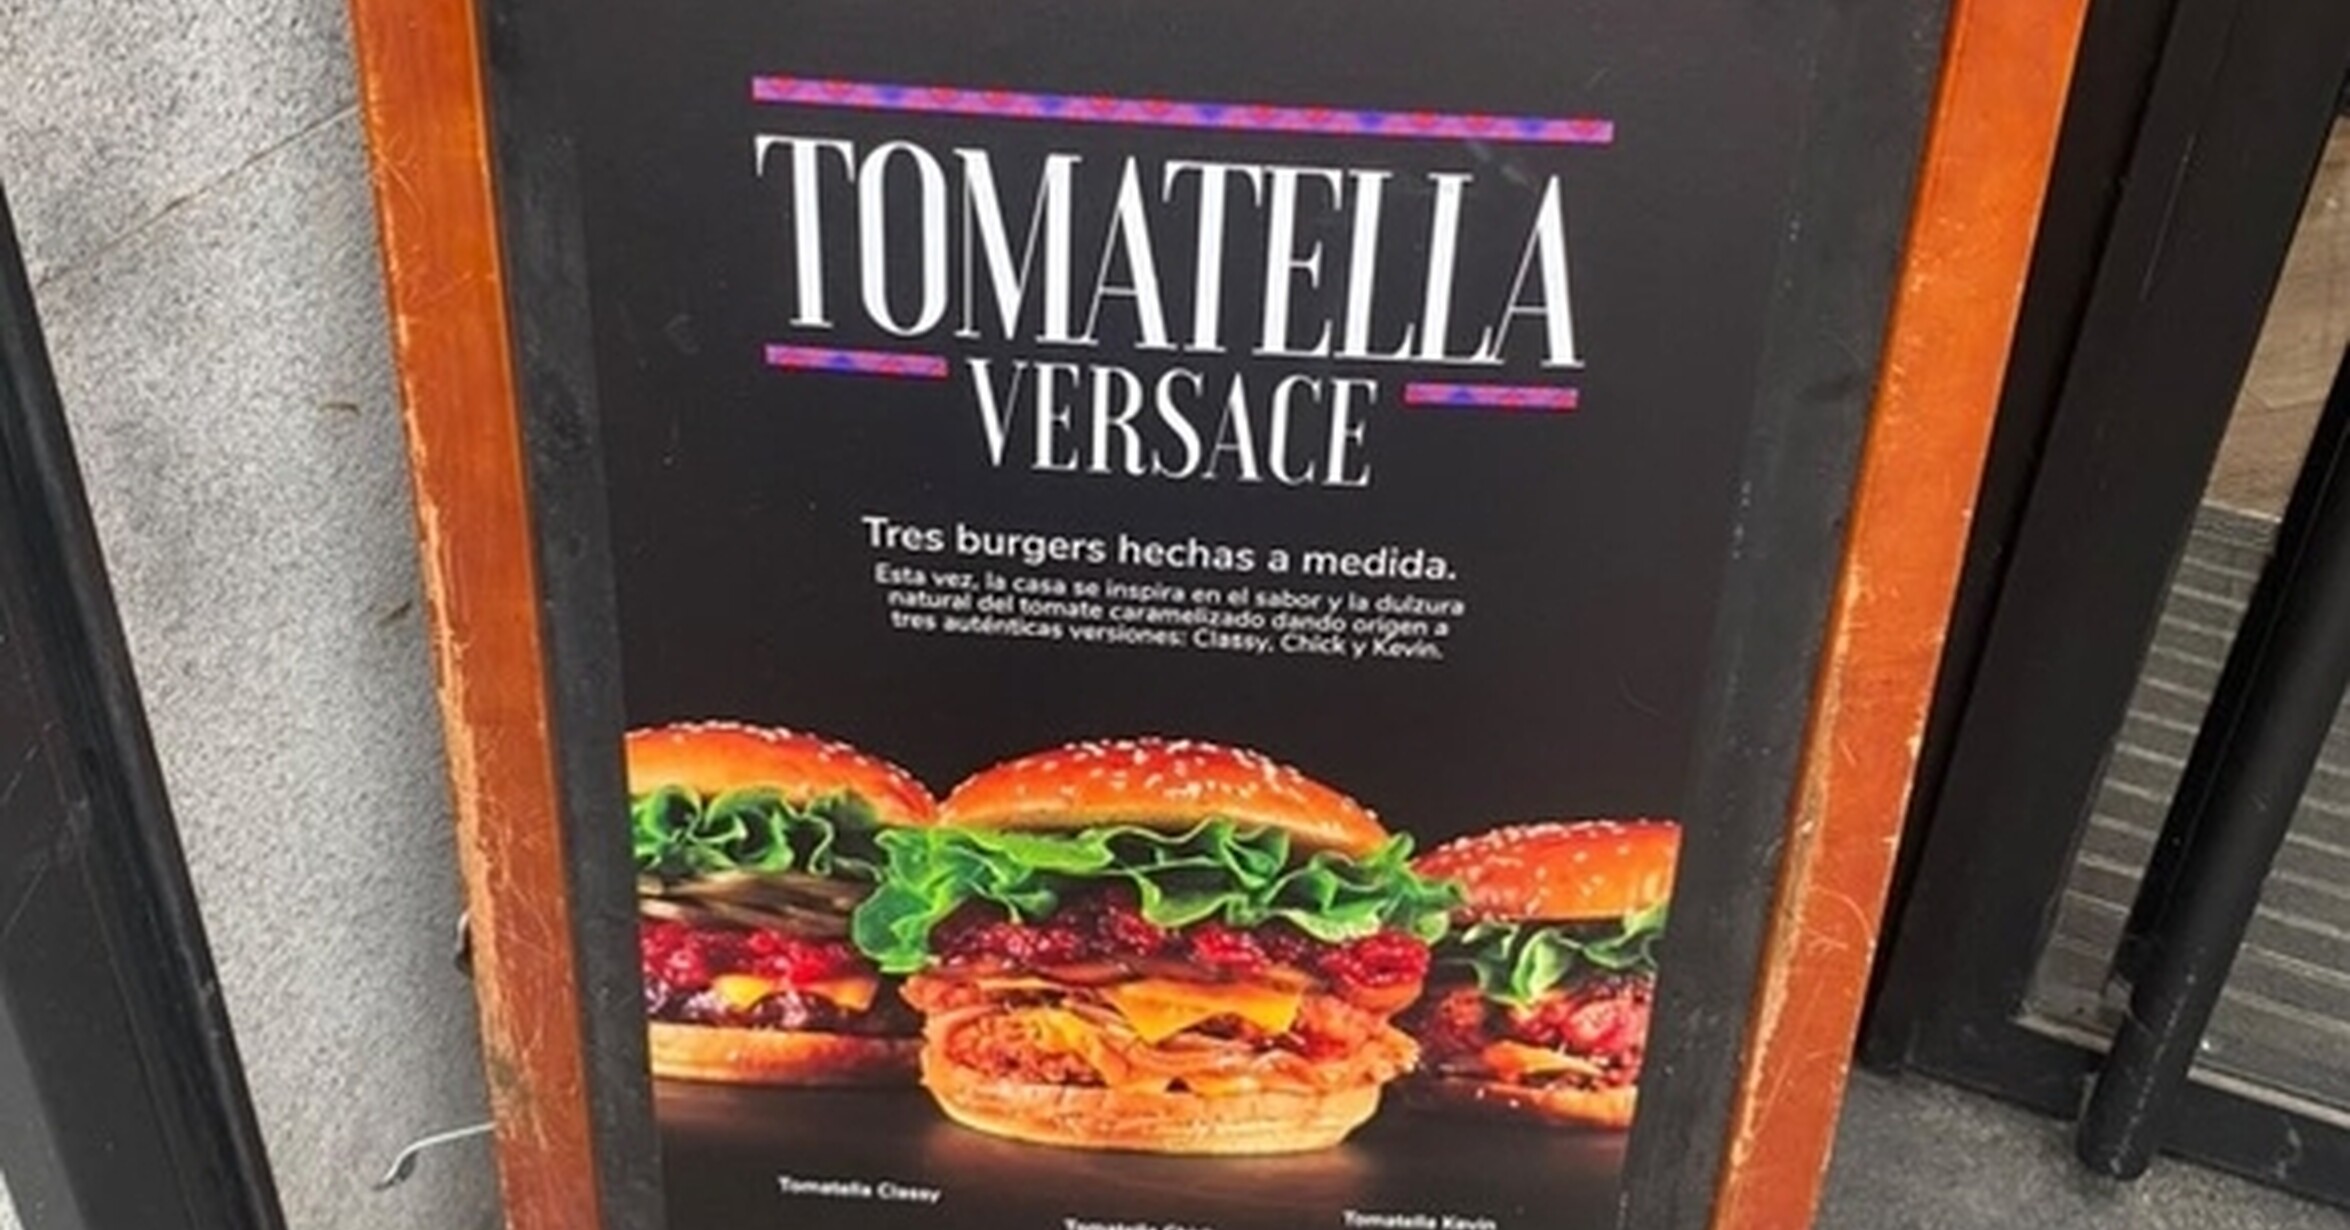 TOMATELLA
VERSACE
Tres burgers hechas a medida.
Esta vez, la casa se inspira en el sabor y la dulzura
natural del tomate caramelizado dando origen a
tres auténticas versiones: Classy, Chick y Kevin.
Tomatella Classy
Tomatella
Tomatella Kevin